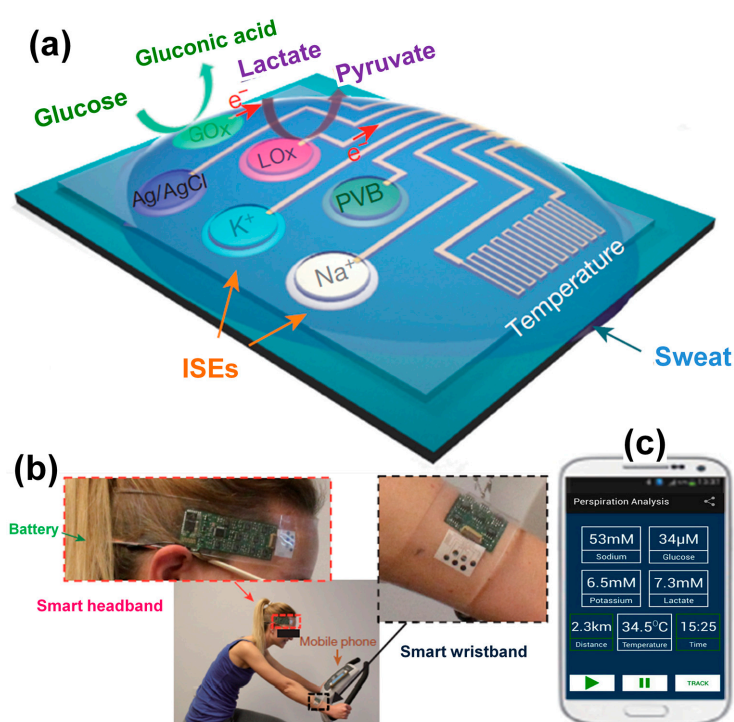 (a)
Gluconic acid
Lactate
Pyruvate
Glucose
e⁻
GOx
LOx
e⁻
Ag/AgCl
PVB
K⁺
Na⁺
Temperature
ISEs
Sweat
(b)
(c)
Battery
Smart headband
Mobile phone
Smart wristband
13:37
Perspiration Analysis
53mM
Sodium
34µM
Glucose
6.5mM
Potassium
7.3mM
Lactate
2.3km
Distance
34.5°C
Temperature
15:25
Time
TRACK